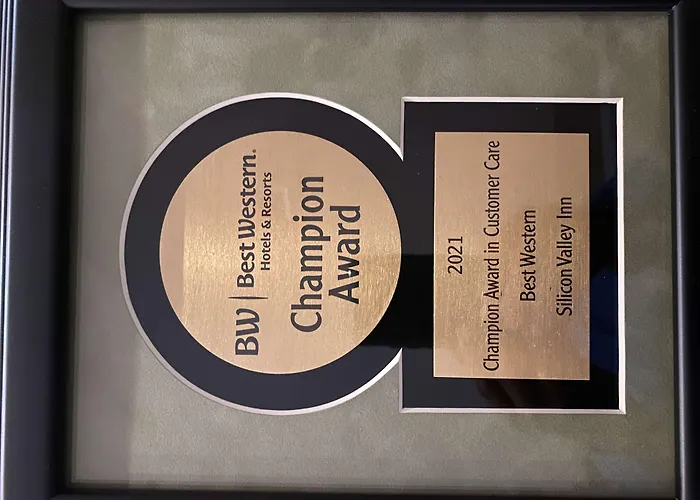 BW | Best Western®
Hotels & Resorts
Champion
Award
2021
Champion Award in Customer Care
Best Western
Silicon Valley Inn